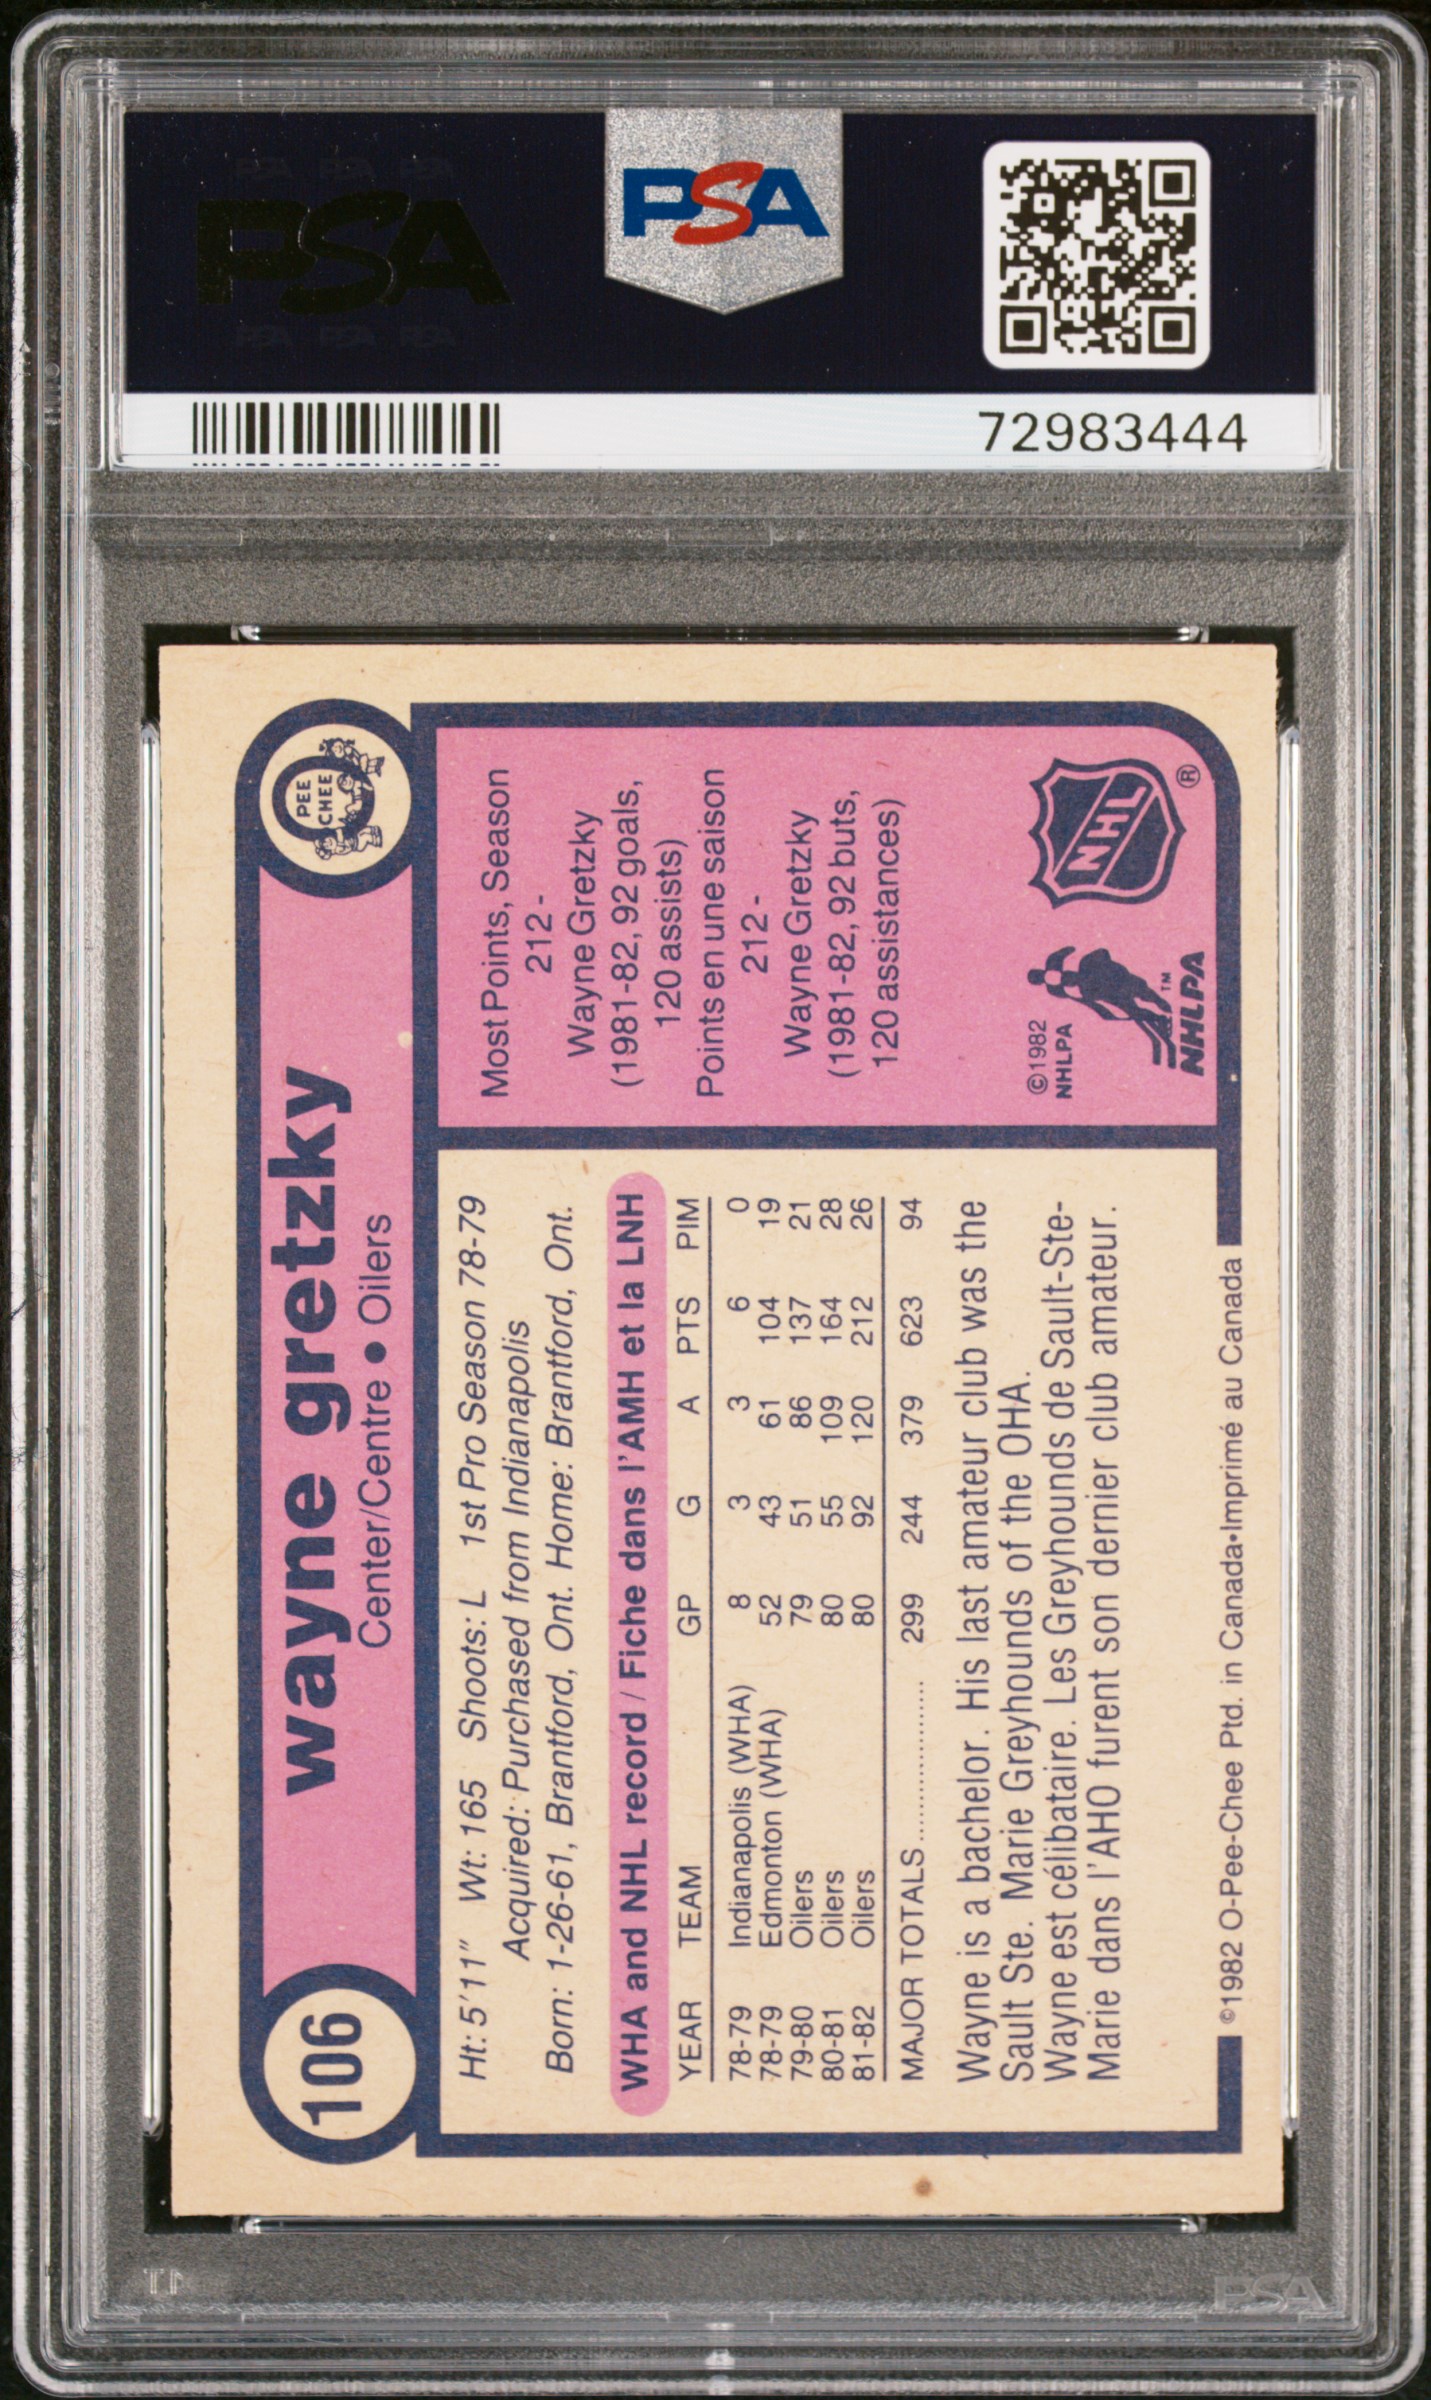 PSA
PSA PSA PSA
PSA
PSA PSA PSA
72983444
106
wayne gretzky
Center/Centre • Oilers
PEE
CHEE
Ht: 5'11" Wt: 165 Shoots: L 1st Pro Season 78-79
Acquired: Purchased from Indianapolis
Born: 1-26-61, Brantford, Ont. Home: Brantford, Ont.
WHA and NHL record / Fiche dans l'AMH et la LNH
YEAR TEAM GP G A PTS PIM
78-79 Indianapolis (WHA) 8 3 3 6 0
78-79 Edmonton (WHA) 52 43 61 104 19
79-80 Oilers 79 51 86 137 21
80-81 Oilers 80 55 109 164 28
81-82 Oilers 80 92 120 212 26
MAJOR TOTALS .................. 299 244 379 623 94
Wayne is a bachelor. His last amateur club was the
Sault Ste. Marie Greyhounds of the OHA.
Wayne est célibataire. Les Greyhounds de Sault-Ste-
Marie dans l'AHO furent son dernier club amateur.
Most Points, Season
212 -
Wayne Gretzky
(1981-82, 92 goals,
120 assists)
Points en une saison
212 -
Wayne Gretzky
(1981-82, 92 buts,
120 assistances)
©1982
NHLPA
NHLPA™
NHL ®
©1982 O-Pee-Chee Ptd. in Canada•Imprimé au Canada
PSA